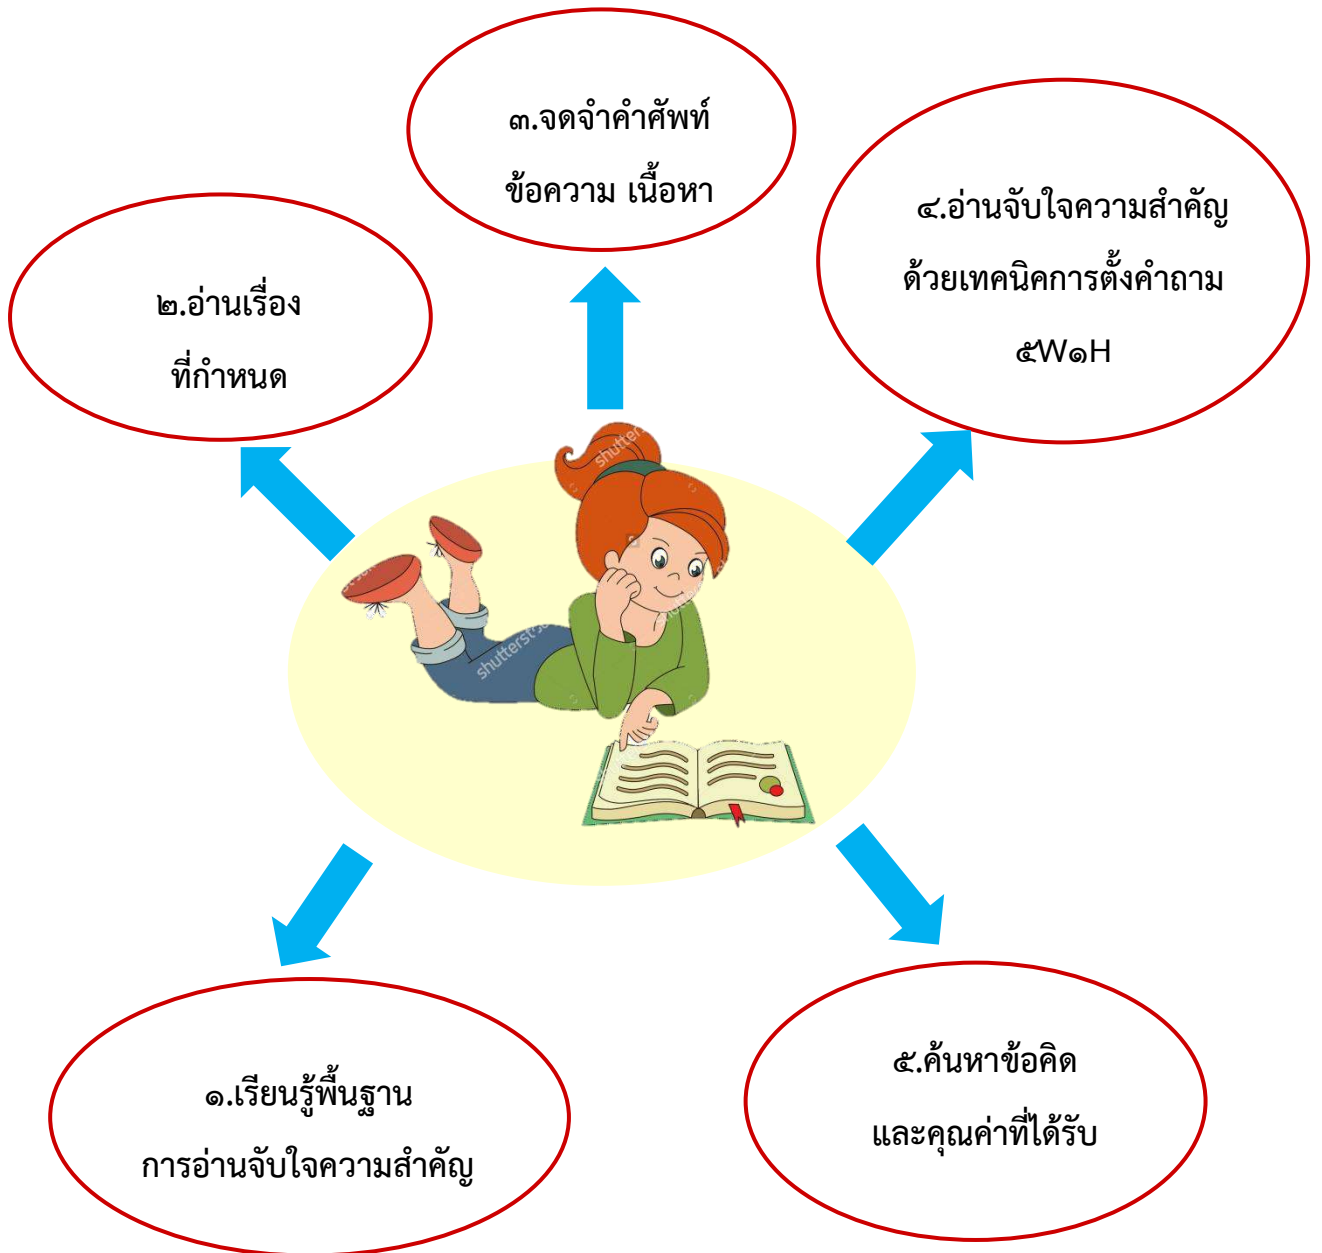 ๓.จดจำคำศัพท์
ข้อความ เนื้อหา
๔.อ่านจับใจความสำคัญ
ด้วยเทคนิคการตั้งคำถาม
๕W๑H
๒.อ่านเรื่อง
ที่กำหนด
shutter
shutterst
๑.เรียนรู้พื้นฐาน
การอ่านจับใจความสำคัญ
๕.ค้นหาข้อคิด
และคุณค่าที่ได้รับ